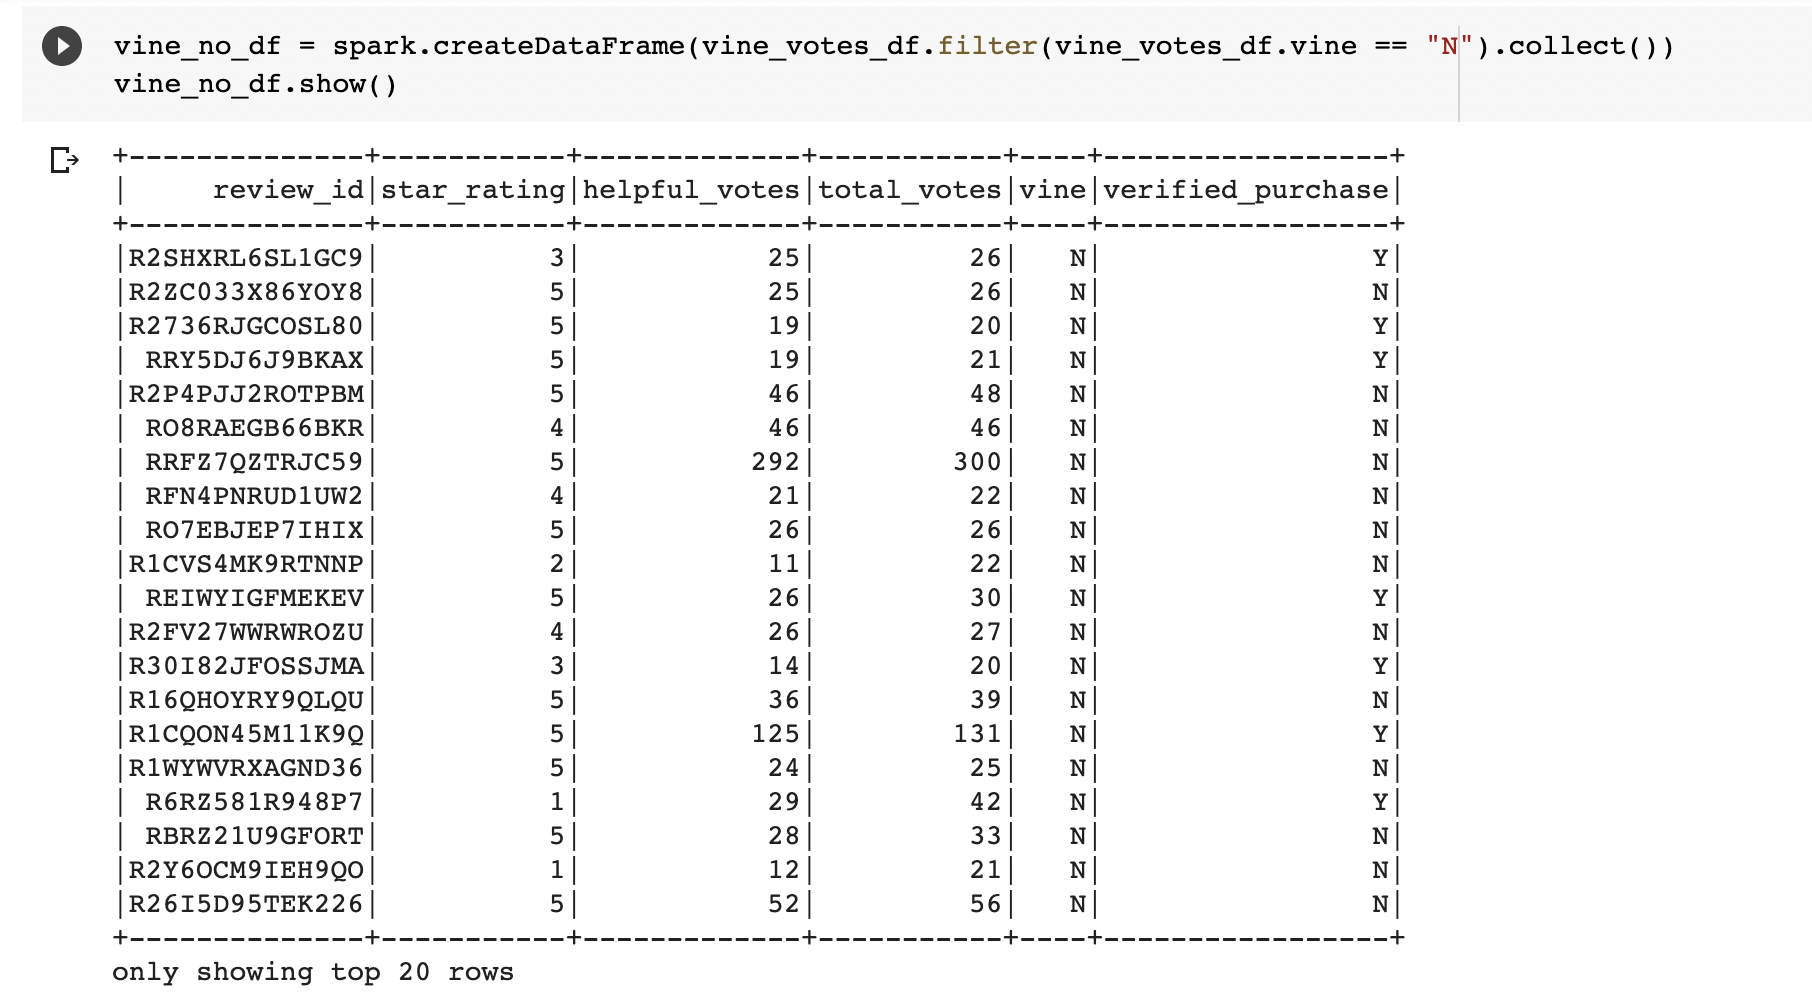 vine_no_df = spark.createDataFrame(vine_votes_df.filter(vine_votes_df.vine == "N").collect())
vine_no_df.show()
+--------------+-----------+-------------+-----------+----+-----------------+
|     review_id|star_rating|helpful_votes|total_votes|vine|verified_purchase|
+--------------+-----------+-------------+-----------+----+-----------------+
|R2SHXRL6SL1GC9|          3|           25|         26|   N|                Y|
|R2ZC033X86YOY8|          5|           25|         26|   N|                N|
|R2736RJGCOSL80|          5|           19|         20|   N|                Y|
| RRY5DJ6J9BKAX|          5|           19|         21|   N|                Y|
|R2P4PJJ2ROTPBM|          5|           46|         48|   N|                N|
| RO8RAEGB66BKR|          4|           46|         46|   N|                N|
| RRFZ7QZTRJC59|          5|          292|        300|   N|                N|
| RFN4PNRUD1UW2|          4|           21|         22|   N|                N|
| RO7EBJEP7IHIX|          5|           26|         26|   N|                N|
|R1CVS4MK9RTNNP|          2|           11|         22|   N|                N|
| REIWYIGFMEKEV|          5|           26|         30|   N|                Y|
|R2FV27WWRWROZU|          4|           26|         27|   N|                N|
|R30I82JFOSSJMA|          3|           14|         20|   N|                Y|
|R16QHOYRY9QLQU|          5|           36|         39|   N|                N|
|R1CQON45M11K9Q|          5|          125|        131|   N|                Y|
|R1WYWVRXAGND36|          5|           24|         25|   N|                N|
| R6RZ581R948P7|          1|           29|         42|   N|                Y|
| RBRZ21U9GFORT|          5|           28|         33|   N|                N|
|R2Y6OCM9IEH9QO|          1|           12|         21|   N|                N|
|R26I5D95TEK226|          5|           52|         56|   N|                N|
+--------------+-----------+-------------+-----------+----+-----------------+
only showing top 20 rows